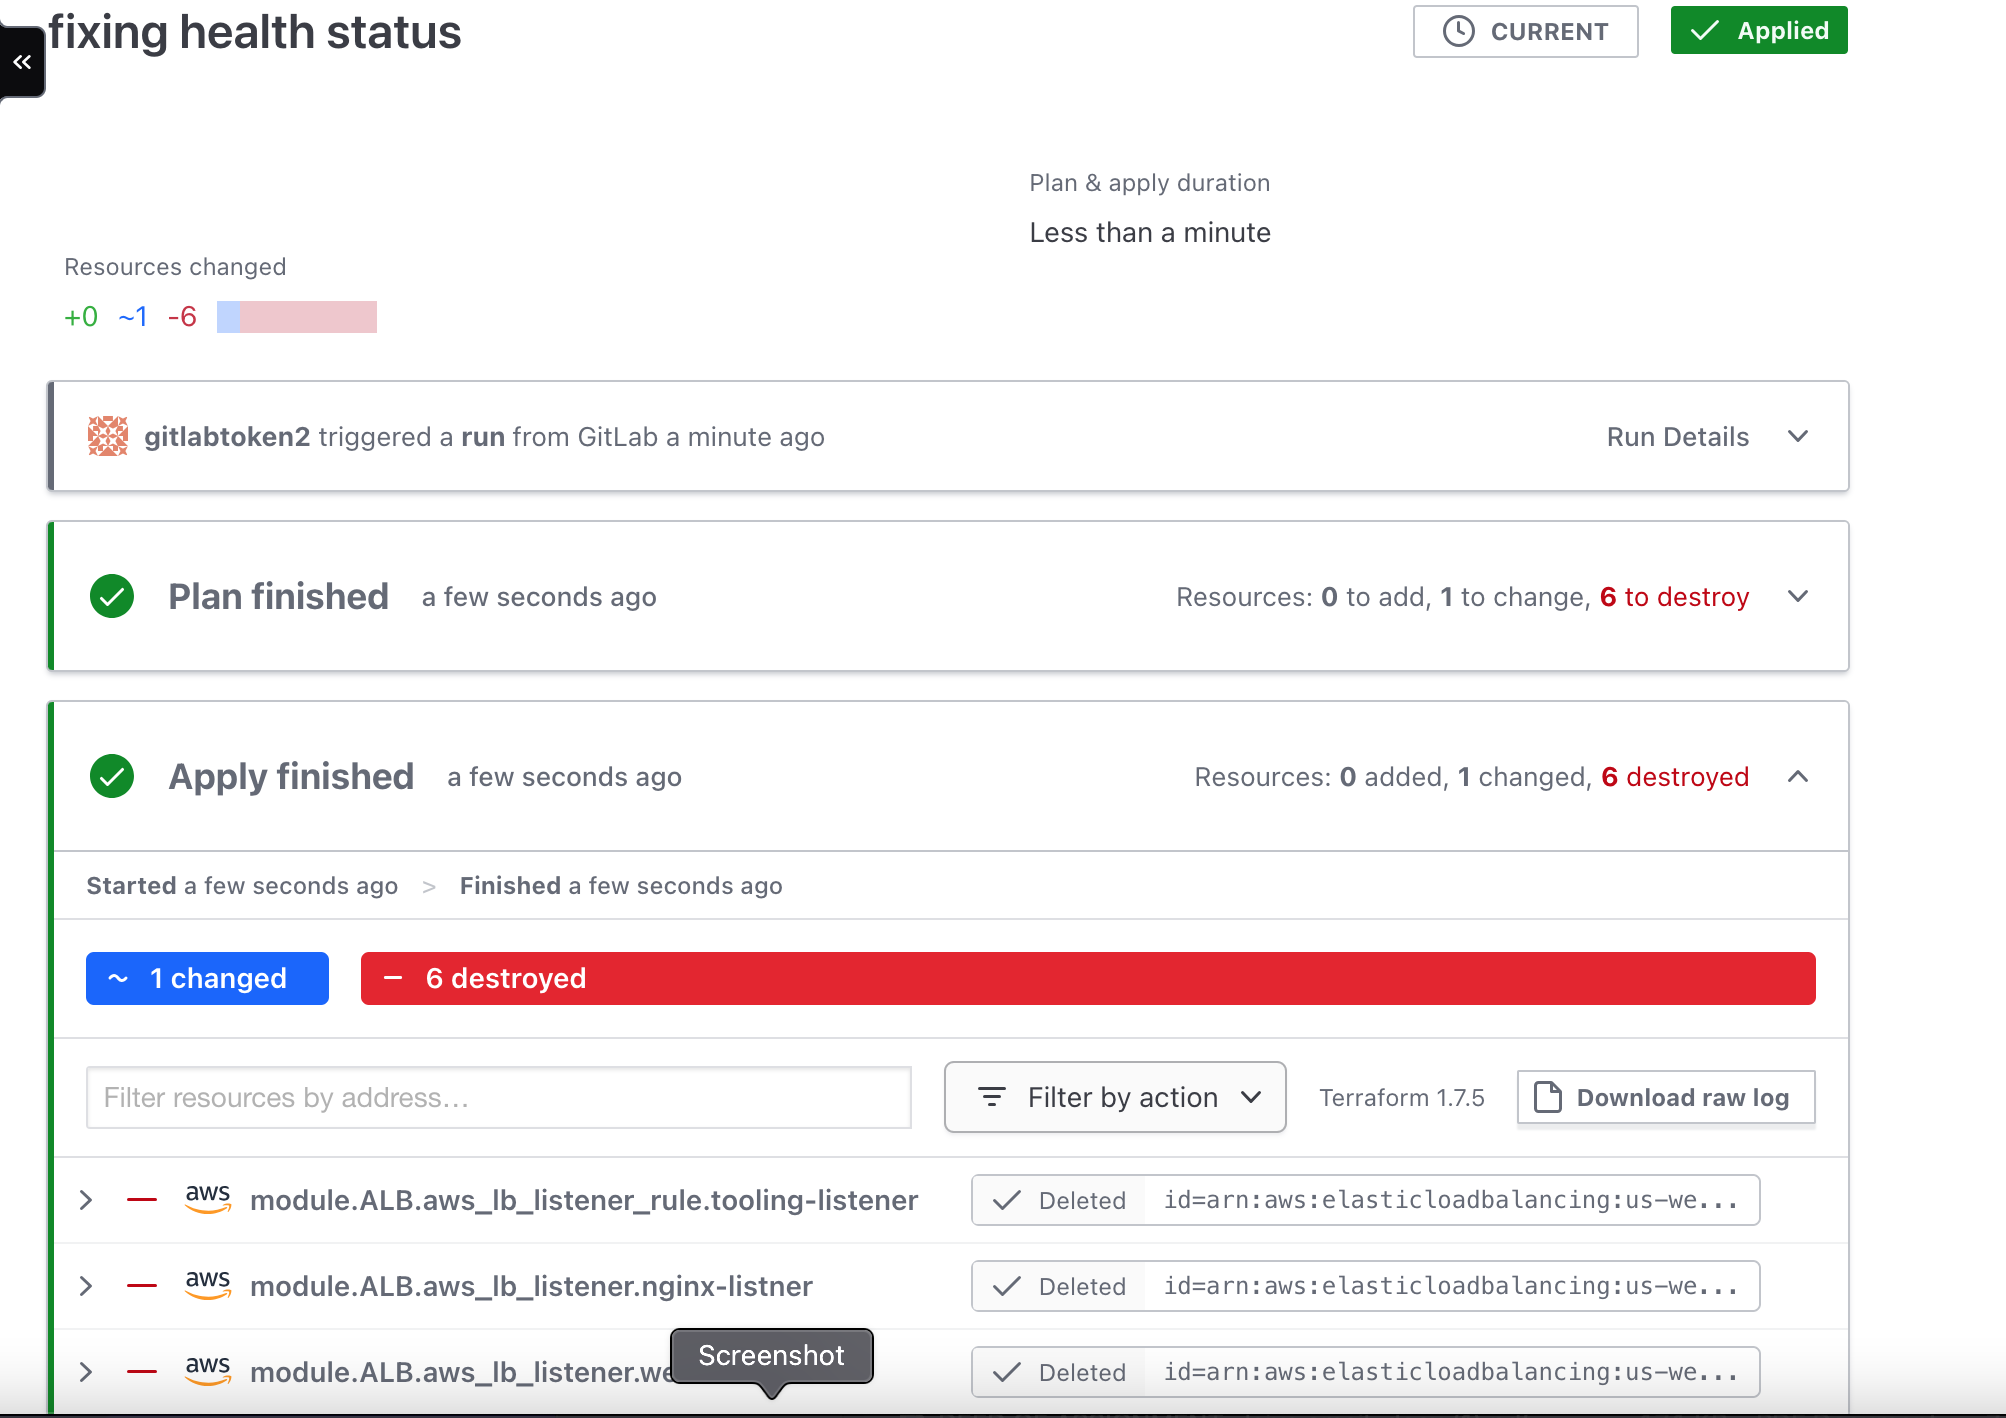 fixing health status
CURRENT
Applied
Plan & apply duration
Less than a minute
Resources changed
+0 ~1 -6
gitlabtoken2 triggered a run from GitLab a minute ago
Run Details
Plan finished a few seconds ago
Resources: 0 to add, 1 to change, 6 to destroy
Apply finished a few seconds ago
Resources: 0 added, 1 changed, 6 destroyed
Started a few seconds ago > Finished a few seconds ago
~ 1 changed
− 6 destroyed
Filter resources by address...
Filter by action
Terraform 1.7.5
Download raw log
aws module.ALB.aws_lb_listener_rule.tooling-listener
Deleted id=arn:aws:elasticloadbalancing:us-we...
aws module.ALB.aws_lb_listener.nginx-listner
Deleted id=arn:aws:elasticloadbalancing:us-we...
aws module.ALB.aws_lb_listener.we
Screenshot
Deleted id=arn:aws:elasticloadbalancing:us-we...